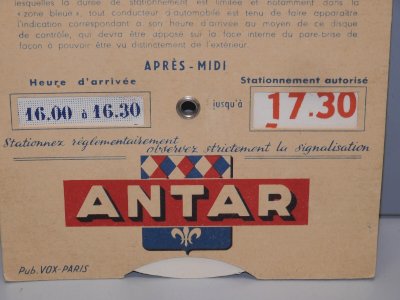 lesquelles la durée de stationnement est limitée et notamment dans la
« zone bleue », tout conducteur d'automobile est tenu de faire apparaître
l'indication correspondant à son heure d'arrivée au moyen de ce disque
de contrôle, qui devra être apposé sur la face interne du pare-brise de
façon à pouvoir être vu distinctement de l'extérieur.
APRÈS-MIDI
Heure d'arrivée
Stationnement autorisé
16.00 à 16.30
jusqu'à
17.30
Stationnez réglementairement
observez strictement la signalisation
ANTAR
Pub. VOX-PARIS